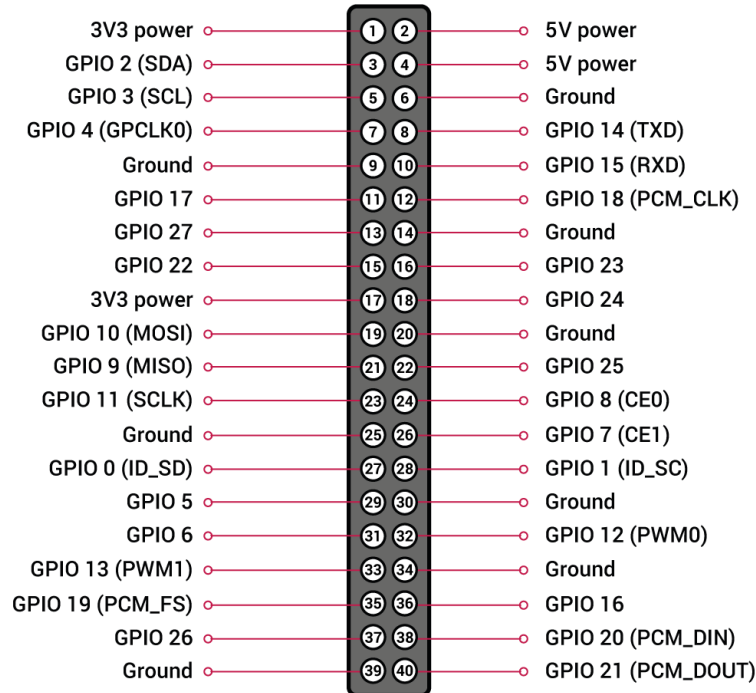 3V3 power 1 2 5V power
GPIO 2 (SDA) 3 4 5V power
GPIO 3 (SCL) 5 6 Ground
GPIO 4 (GPCLK0) 7 8 GPIO 14 (TXD)
Ground 9 10 GPIO 15 (RXD)
GPIO 17 11 12 GPIO 18 (PCM_CLK)
GPIO 27 13 14 Ground
GPIO 22 15 16 GPIO 23
3V3 power 17 18 GPIO 24
GPIO 10 (MOSI) 19 20 Ground
GPIO 9 (MISO) 21 22 GPIO 25
GPIO 11 (SCLK) 23 24 GPIO 8 (CE0)
Ground 25 26 GPIO 7 (CE1)
GPIO 0 (ID_SD) 27 28 GPIO 1 (ID_SC)
GPIO 5 29 30 Ground
GPIO 6 31 32 GPIO 12 (PWM0)
GPIO 13 (PWM1) 33 34 Ground
GPIO 19 (PCM_FS) 35 36 GPIO 16
GPIO 26 37 38 GPIO 20 (PCM_DIN)
Ground 39 40 GPIO 21 (PCM_DOUT)